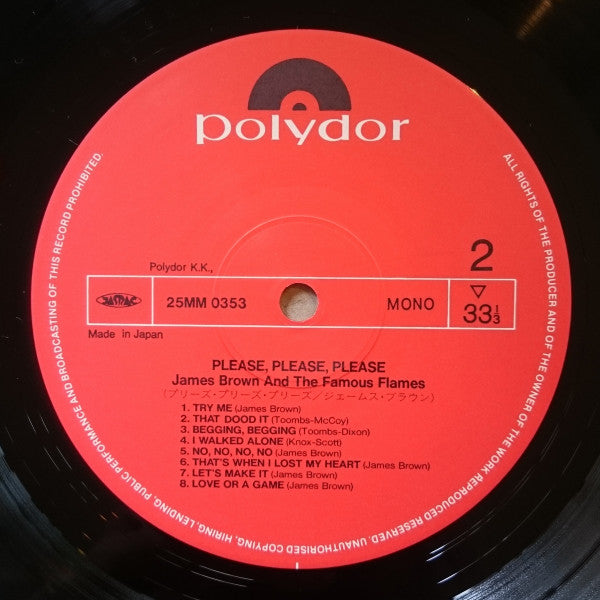 polydor
2
Polydor K.K.,
JASRAC
25MM 0353
MONO
▽
33⅓
Made in Japan
PLEASE, PLEASE, PLEASE
James Brown And The Famous Flames
(プリーズ・プリーズ・プリーズ/ジェームス・ブラウン)
1. TRY ME (James Brown)
2. THAT DOOD IT (Toombs-McCoy)
3. BEGGING, BEGGING (Toombs-Dixon)
4. I WALKED ALONE (Knox-Scott)
5. NO, NO, NO, NO (James Brown)
6. THAT'S WHEN I LOST MY HEART (James Brown)
7. LET'S MAKE IT (James Brown)
8. LOVE OR A GAME (James Brown)
ALL RIGHTS OF THE PRODUCER AND OF THE OWNER OF THE WORK REPRODUCED RESERVED. UNAUTHORISED COPYING, HIRING, LENDING, PUBLIC PERFORMANCE AND BROADCASTING OF THIS RECORD PROHIBITED.